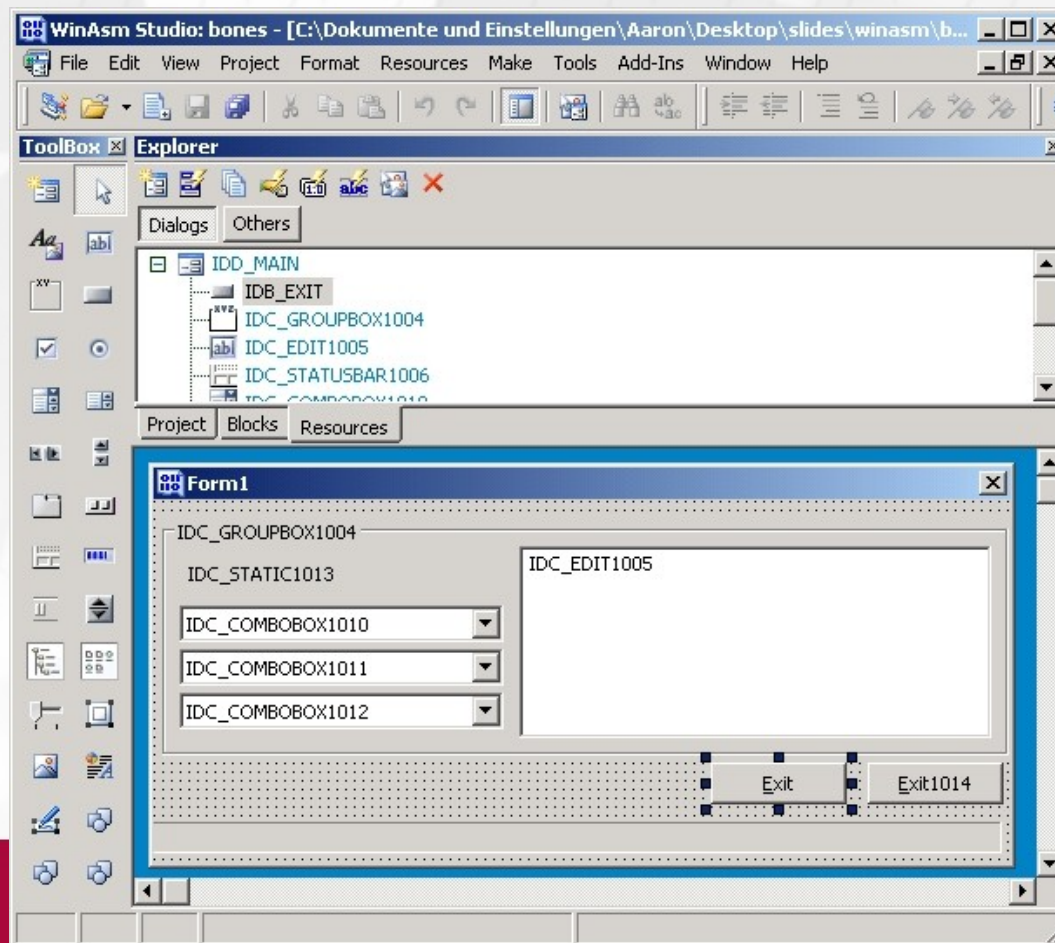 WinAsm Studio: bones - [C:\Dokumente und Einstellungen\Aaron\Desktop\slides\winasm\b...
File Edit View Project Format Resources Make Tools Add-Ins Window Help
ToolBox Explorer
Dialogs Others
IDD_MAIN
IDB_EXIT
IDC_GROUPBOX1004
IDC_EDIT1005
IDC_STATUSBAR1006
IDC_COMBOBOX1010
Project Blocks Resources
Form1
IDC_GROUPBOX1004
IDC_STATIC1013
IDC_EDIT1005
IDC_COMBOBOX1010
IDC_COMBOBOX1011
IDC_COMBOBOX1012
Exit Exit1014